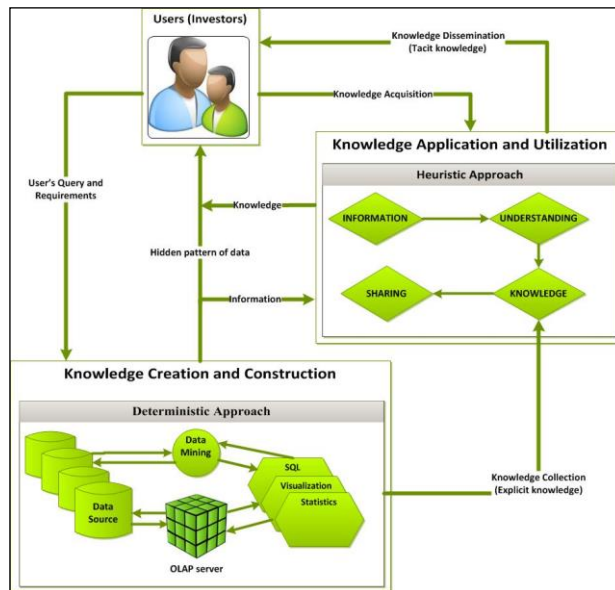 Users (Investors)
Knowledge Dissemination
(Tacit knowledge)
Knowledge Acquisition
Knowledge Application and Utilization
Heuristic Approach
INFORMATION
UNDERSTANDING
SHARING
KNOWLEDGE
User's Query and
Requirements
Knowledge
Hidden pattern of data
Information
Knowledge Creation and Construction
Deterministic Approach
Data
Mining
SQL
Visualization
Statistics
Data
Source
OLAP server
Knowledge Collection
(Explicit knowledge)